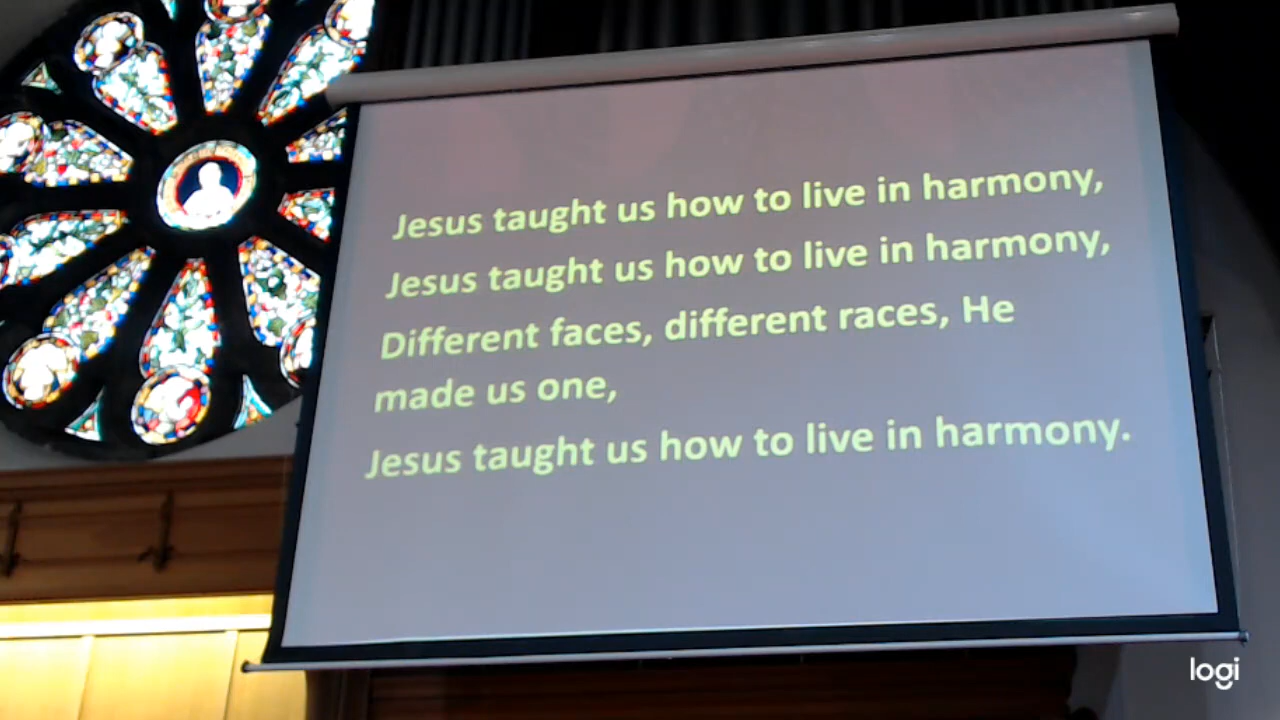 Jesus taught us how to live in harmony,
Jesus taught us how to live in harmony,
Different faces, different races, He
made us one,
Jesus taught us how to live in harmony.
logi